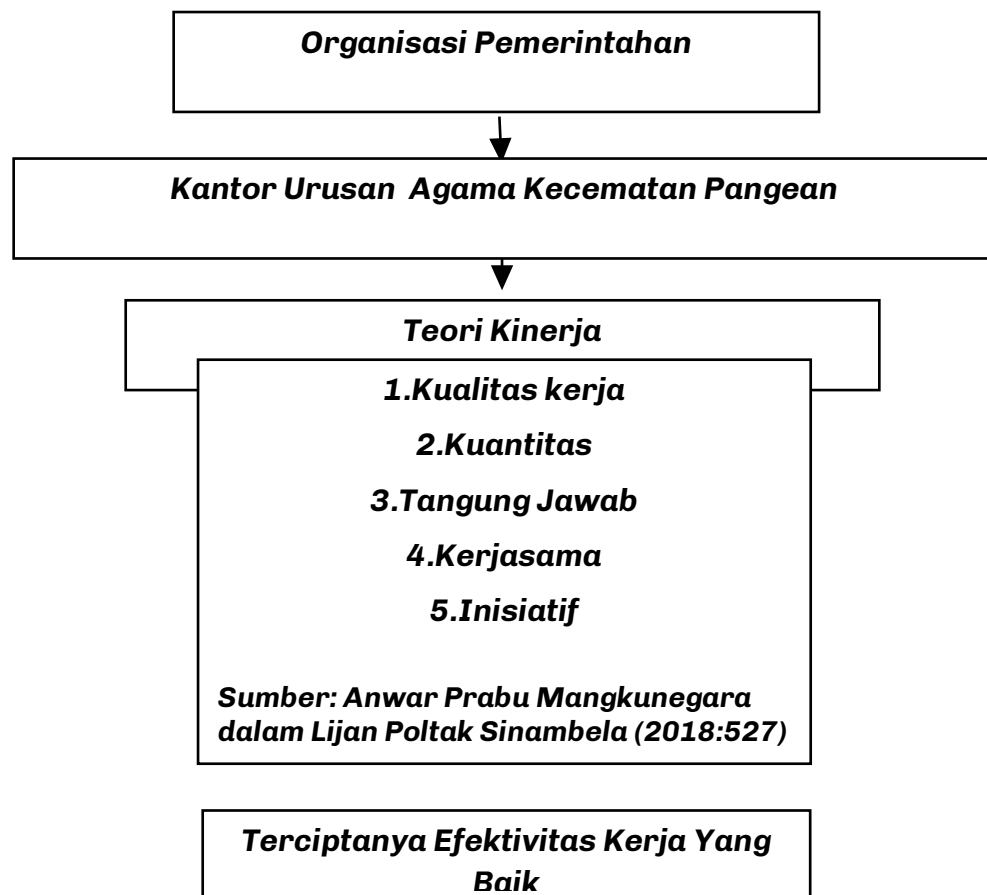 Organisasi Pemerintahan
Kantor Urusan  Agama Kecematan Pangean
Teori Kinerja
1.Kualitas kerja
2.Kuantitas
3.Tangung Jawab
4.Kerjasama
5.Inisiatif
Sumber: Anwar Prabu Mangkunegara
dalam Lijan Poltak Sinambela (2018:527)
Terciptanya Efektivitas Kerja Yang
Baik